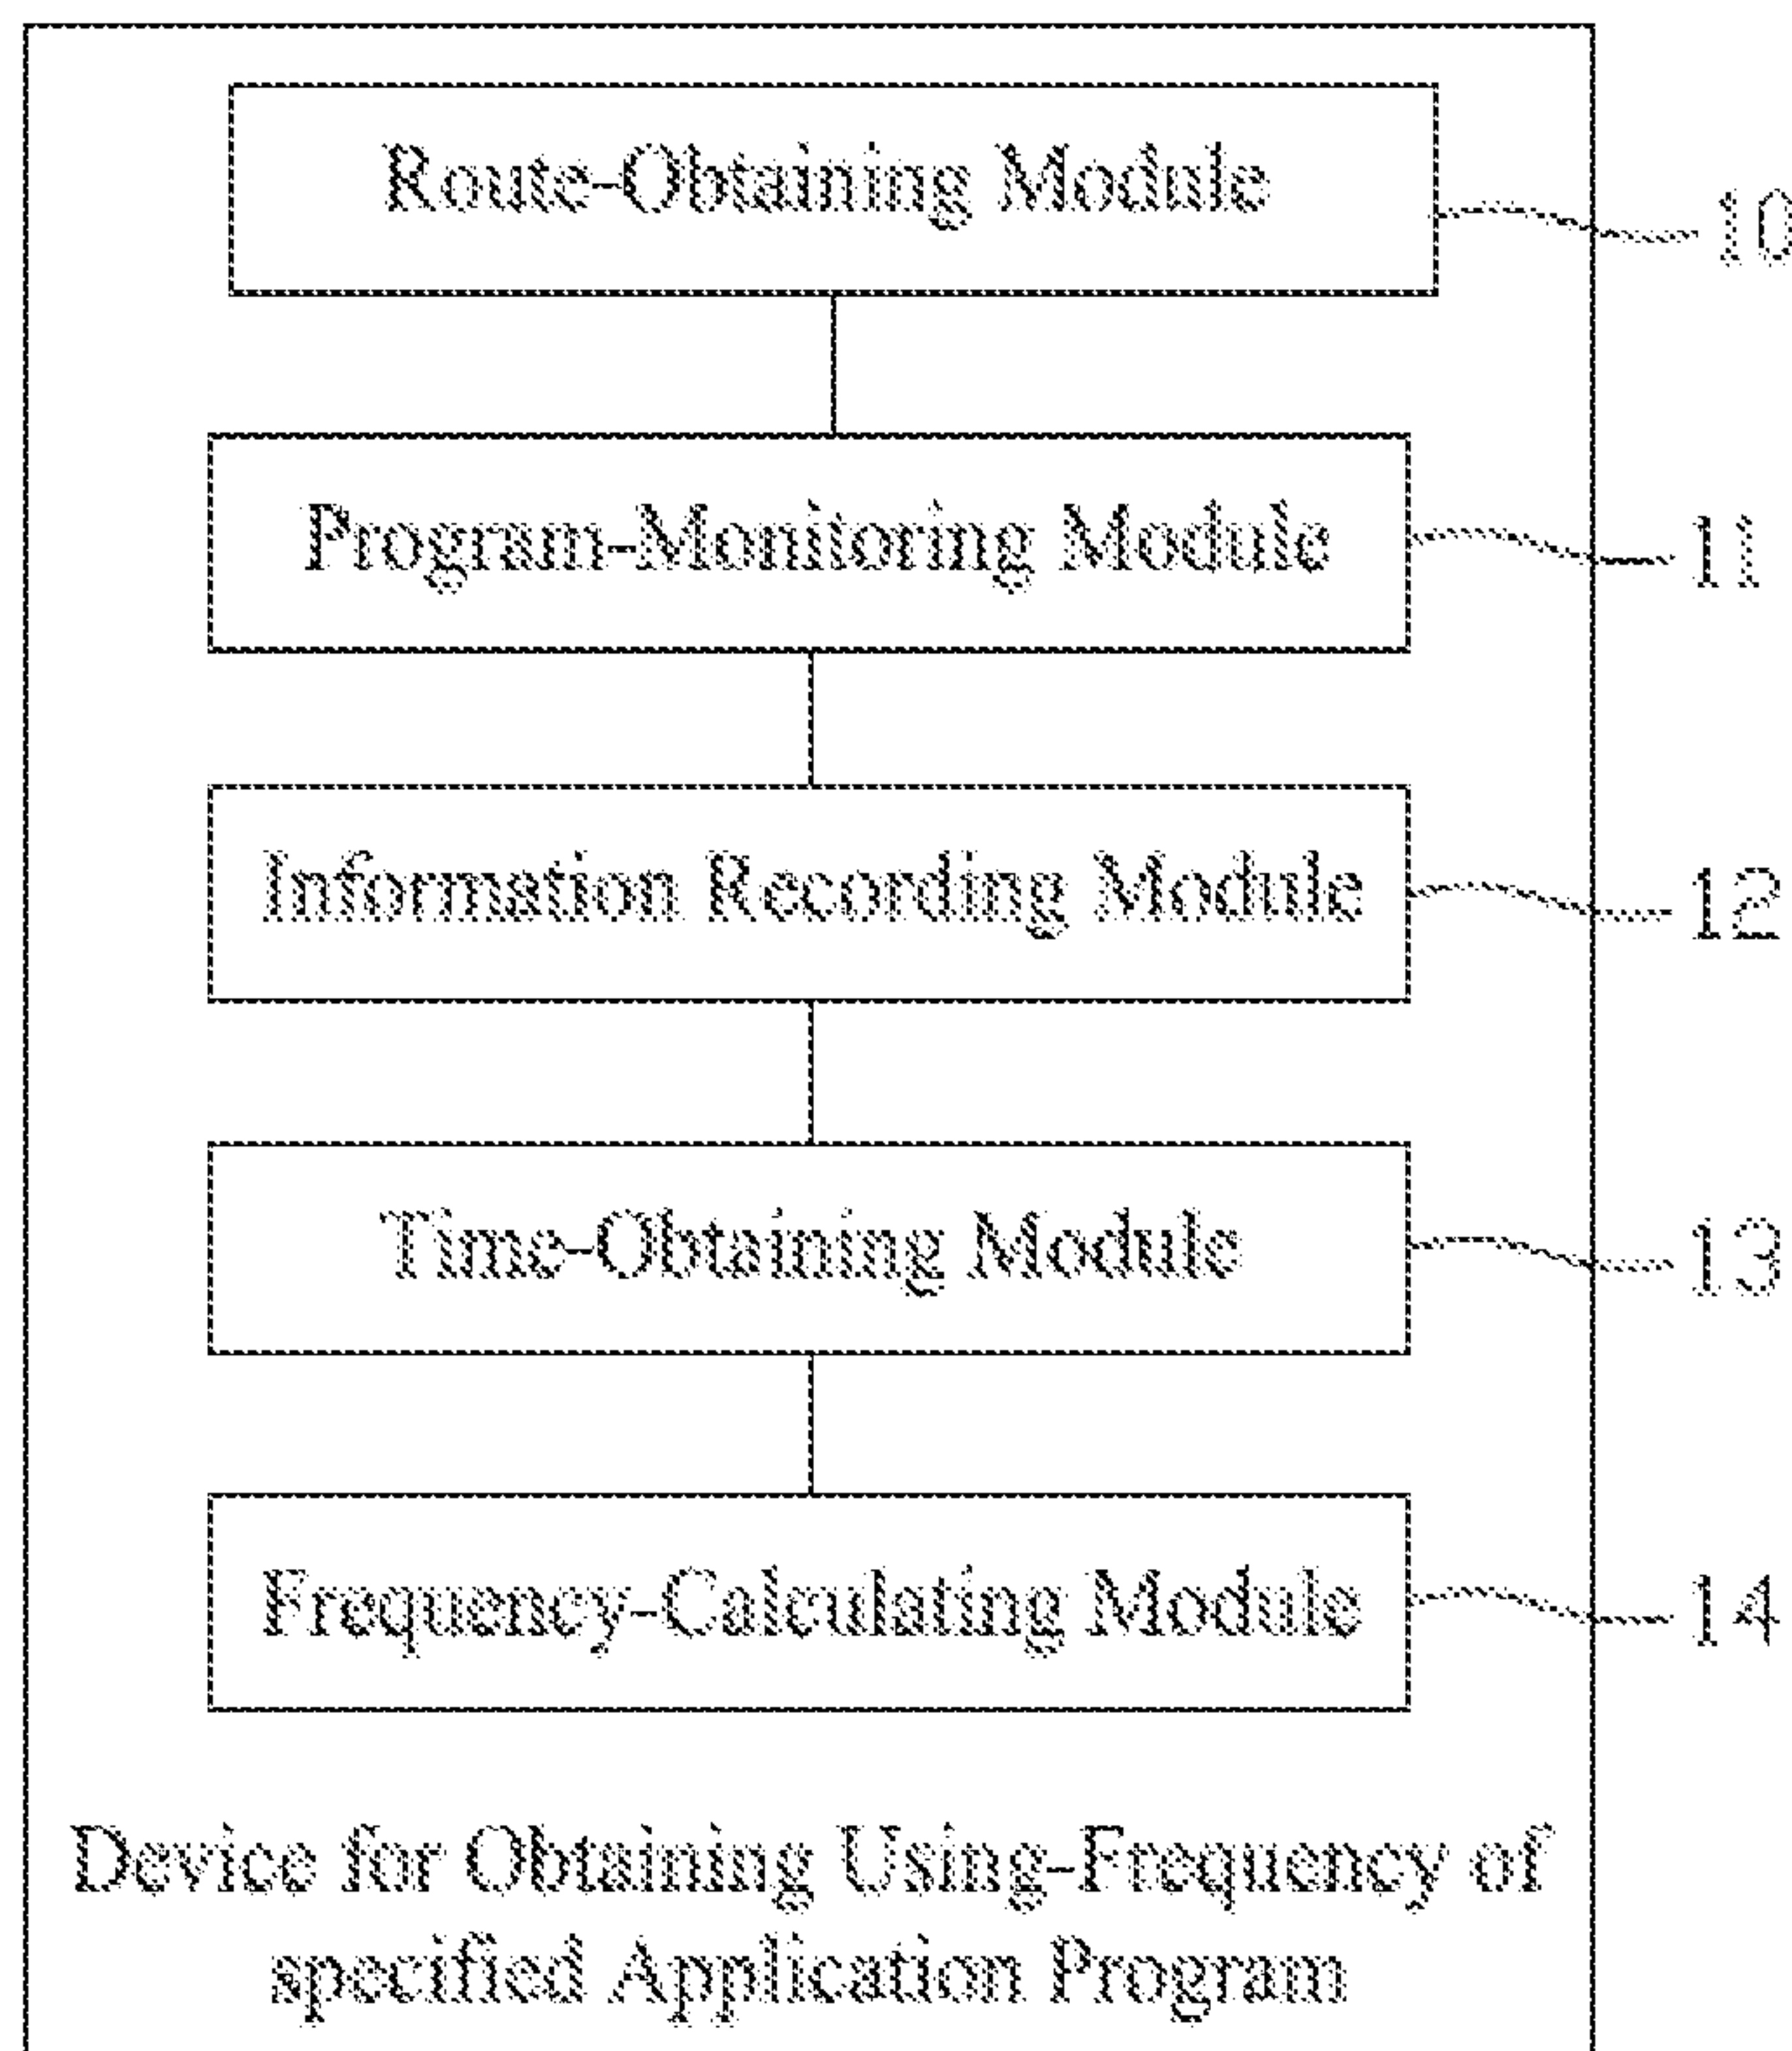 Route-Obtaining Module
10
Program-Monitoring Module
11
Information Recording Module
12
Time-Obtaining Module
13
Frequency-Calculating Module
14
Device for Obtaining Using-Frequency of
specified Application Program